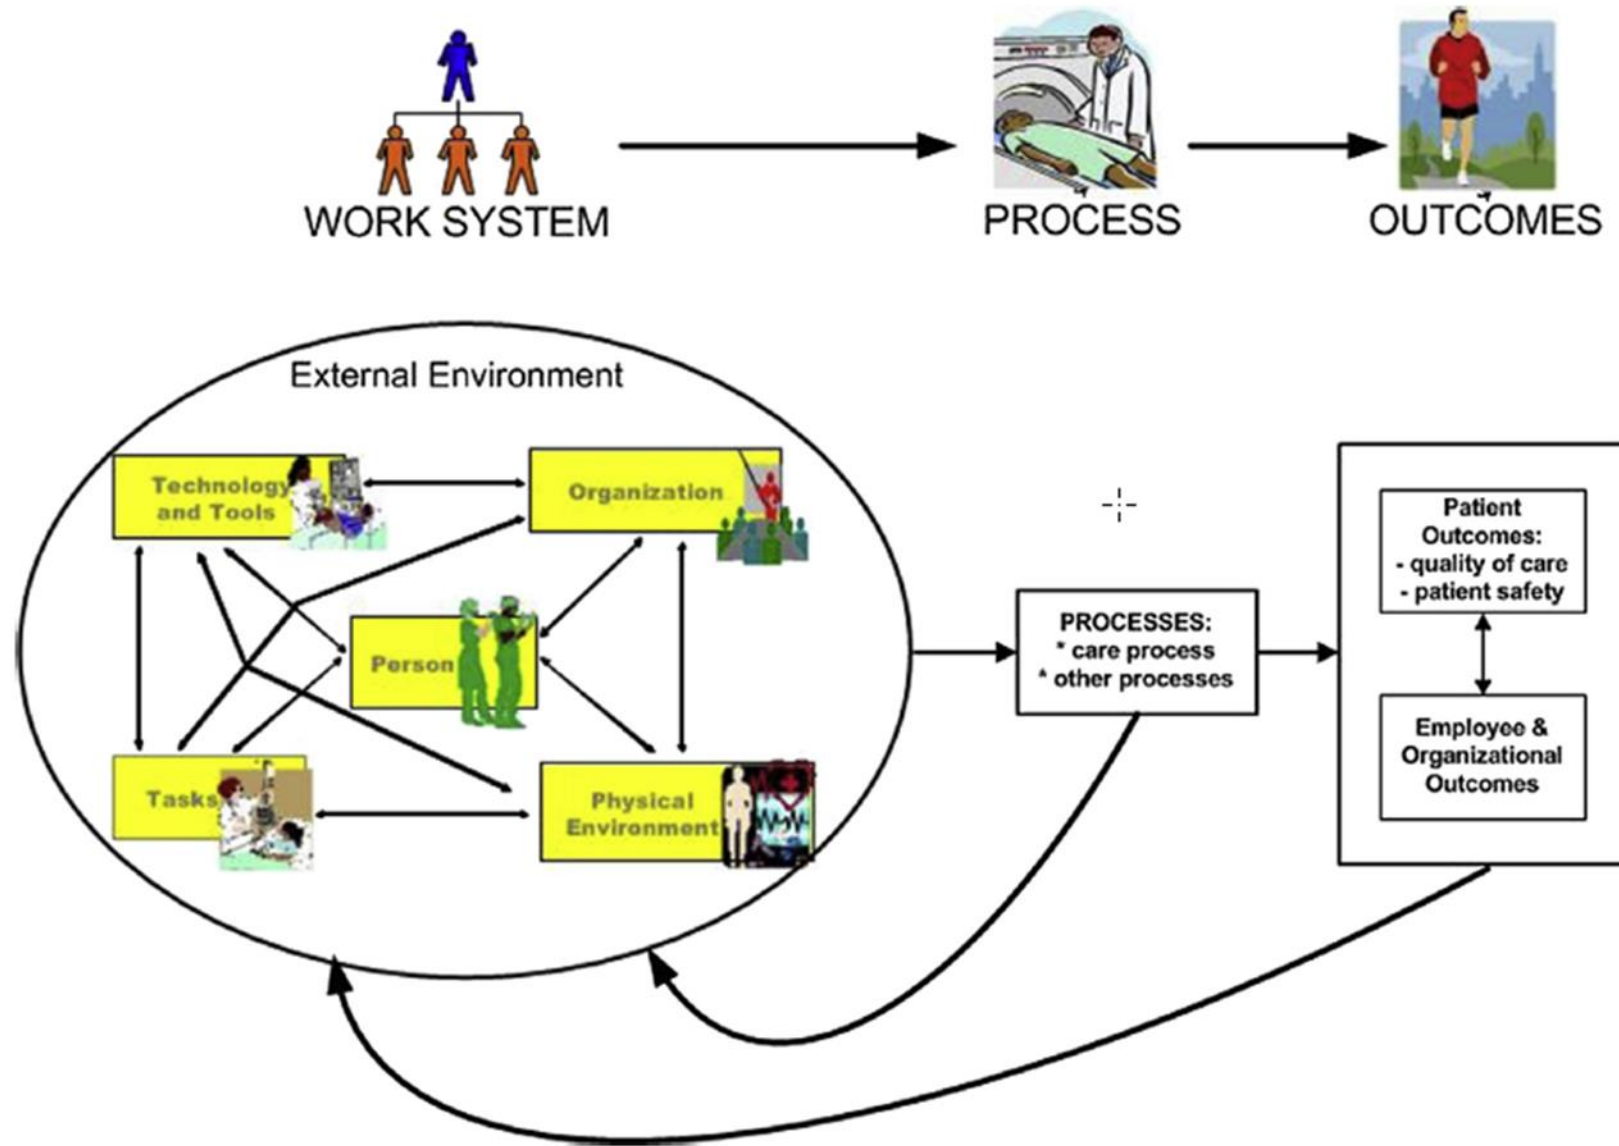 WORK SYSTEM
PROCESS
OUTCOMES
External Environment
Technology
and Tools
Organization
Person
Tasks
Physical
Environment
PROCESSES:
* care process
* other processes
Patient
Outcomes:
- quality of care
- patient safety
Employee &
Organizational
Outcomes